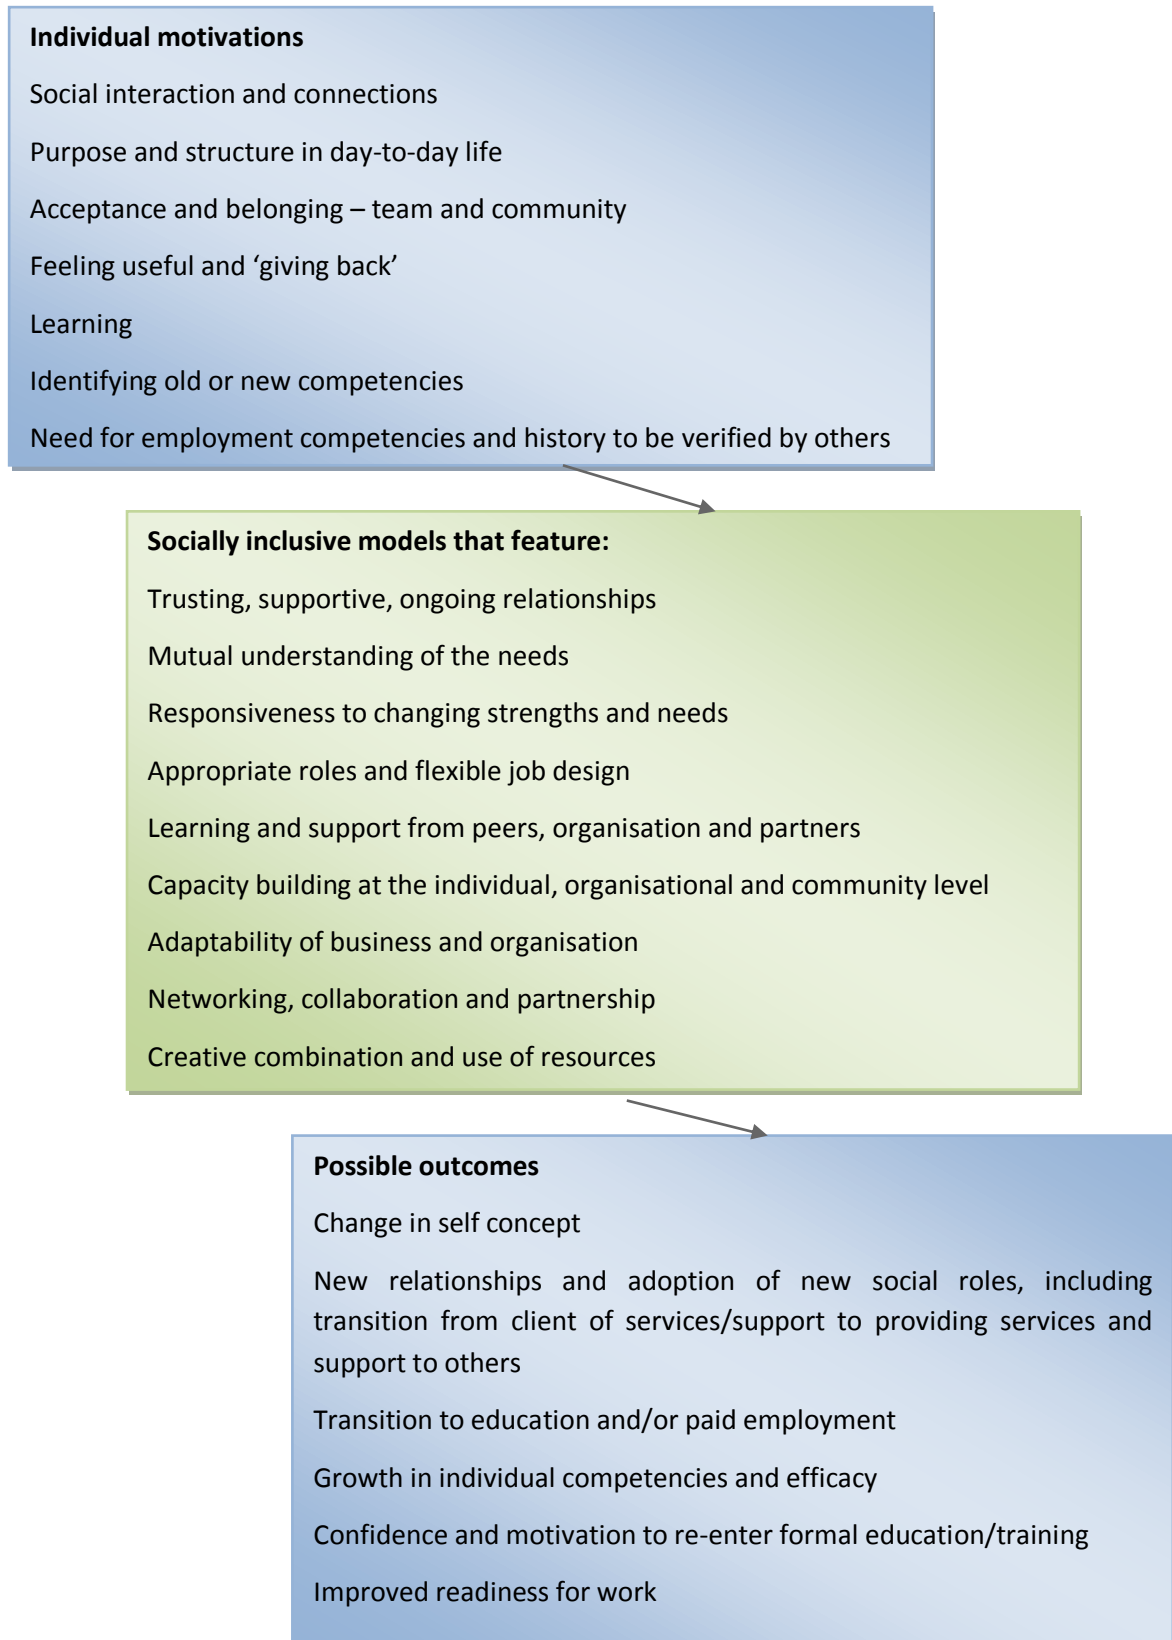 Individual motivations
Social interaction and connections
Purpose and structure in day-to-day life
Acceptance and belonging – team and community
Feeling useful and ‘giving back’
Learning
Identifying old or new competencies
Need for employment competencies and history to be verified by others
Socially inclusive models that feature:
Trusting, supportive, ongoing relationships
Mutual understanding of the needs
Responsiveness to changing strengths and needs
Appropriate roles and flexible job design
Learning and support from peers, organisation and partners
Capacity building at the individual, organisational and community level
Adaptability of business and organisation
Networking, collaboration and partnership
Creative combination and use of resources
Possible outcomes
Change in self concept
New relationships and adoption of new social roles, including
transition from client of services/support to providing services and
support to others
Transition to education and/or paid employment
Growth in individual competencies and efficacy
Confidence and motivation to re-enter formal education/training
Improved readiness for work